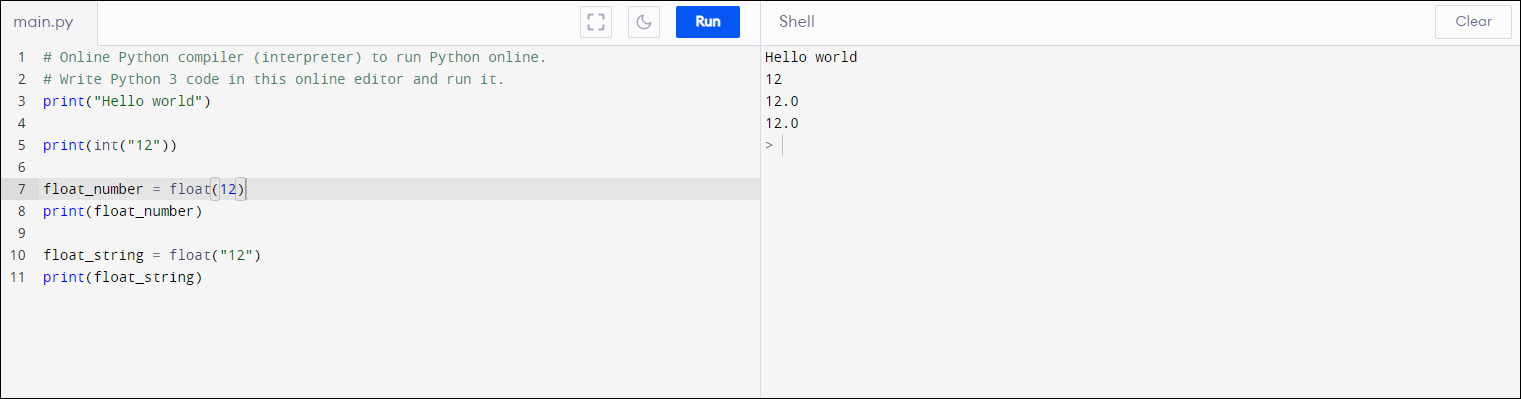 main.py
Run
Shell
Clear
1 # Online Python compiler (interpreter) to run Python online.
2 # Write Python 3 code in this online editor and run it.
3 print("Hello world")
4
5 print(int("12"))
6
7 float_number = float(12)
8 print(float_number)
9
10 float_string = float("12")
11 print(float_string)
Hello world
12
12.0
12.0
>